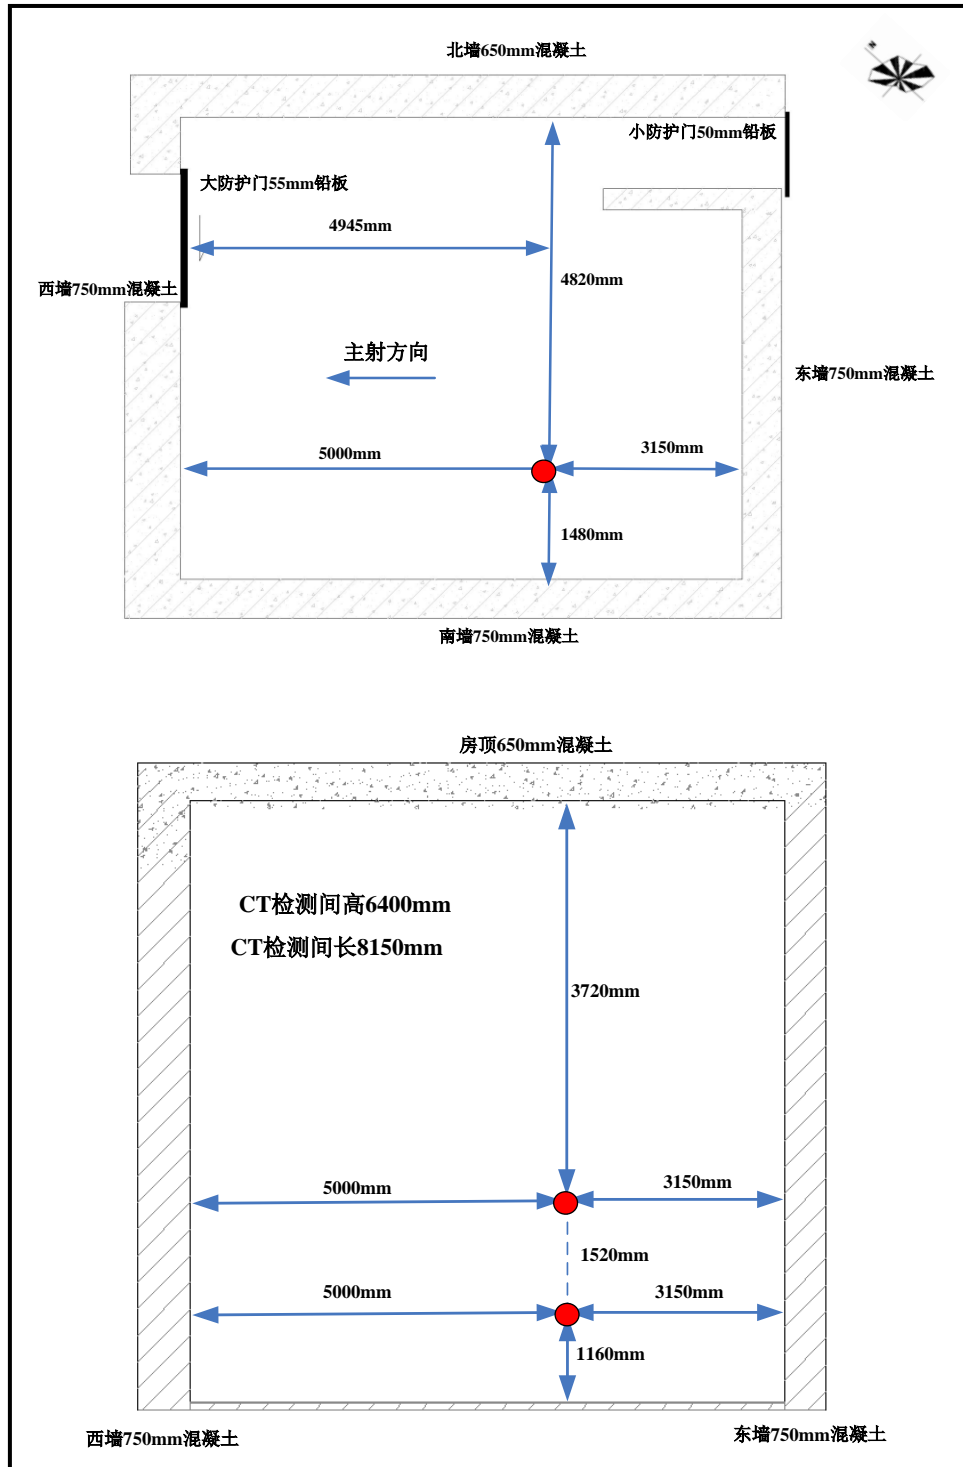 北墙650mm混凝土
N
小防护门50mm铅板
大防护门55mm铅板
4945mm
4820mm
西墙750mm混凝土
主射方向
东墙750mm混凝土
5000mm
3150mm
1480mm
南墙750mm混凝土
房顶650mm混凝土
CT检测间高6400mm
CT检测间长8150mm
3720mm
5000mm
3150mm
1520mm
5000mm
3150mm
1160mm
西墙750mm混凝土
东墙750mm混凝土